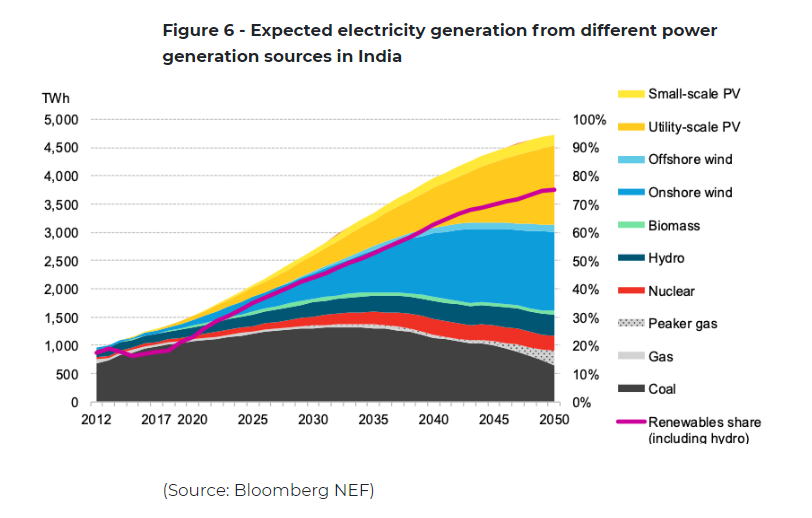 Figure 6 - Expected electricity generation from different power
generation sources in India
TWh
5,000
4,500
4,000
3,500
3,000
2,500
2,000
1,500
1,000
500
0
100%
90%
80%
70%
60%
50%
40%
30%
20%
10%
0%
2012 2017 2020 2025 2030 2035 2040 2045 2050
Small-scale PV
Utility-scale PV
Offshore wind
Onshore wind
Biomass
Hydro
Nuclear
Peaker gas
Gas
Coal
Renewables share
(including hydro)
(Source: Bloomberg NEF)